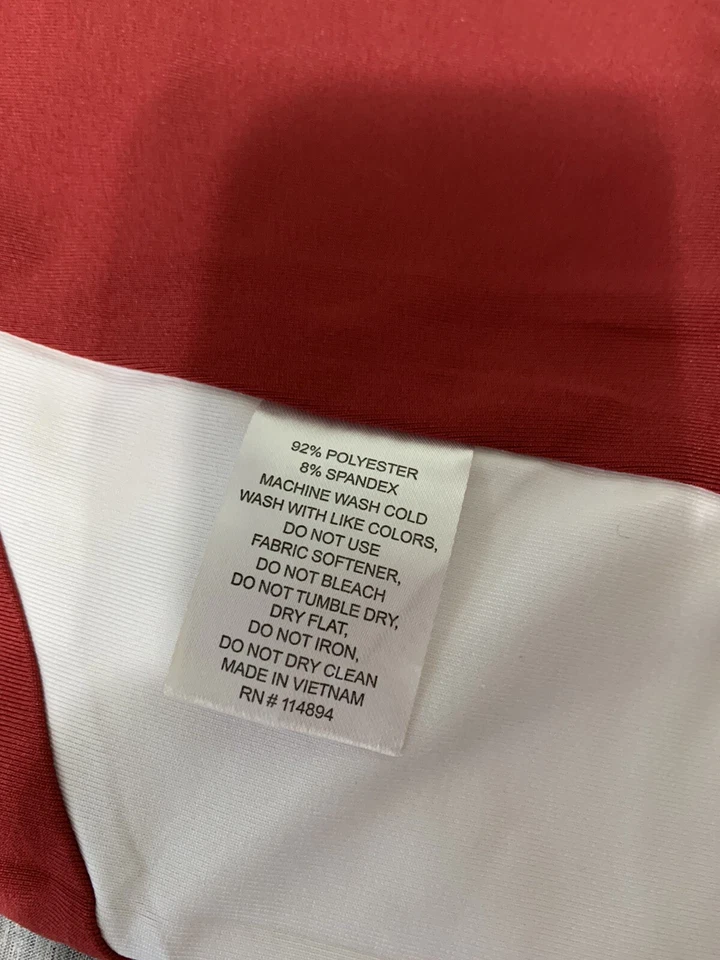 92% POLYESTER
8% SPANDEX
MACHINE WASH COLD
WASH WITH LIKE COLORS,
DO NOT USE
FABRIC SOFTENER,
DO NOT BLEACH
DO NOT TUMBLE DRY,
DRY FLAT,
DO NOT IRON,
DO NOT DRY CLEAN
MADE IN VIETNAM
RN # 114894